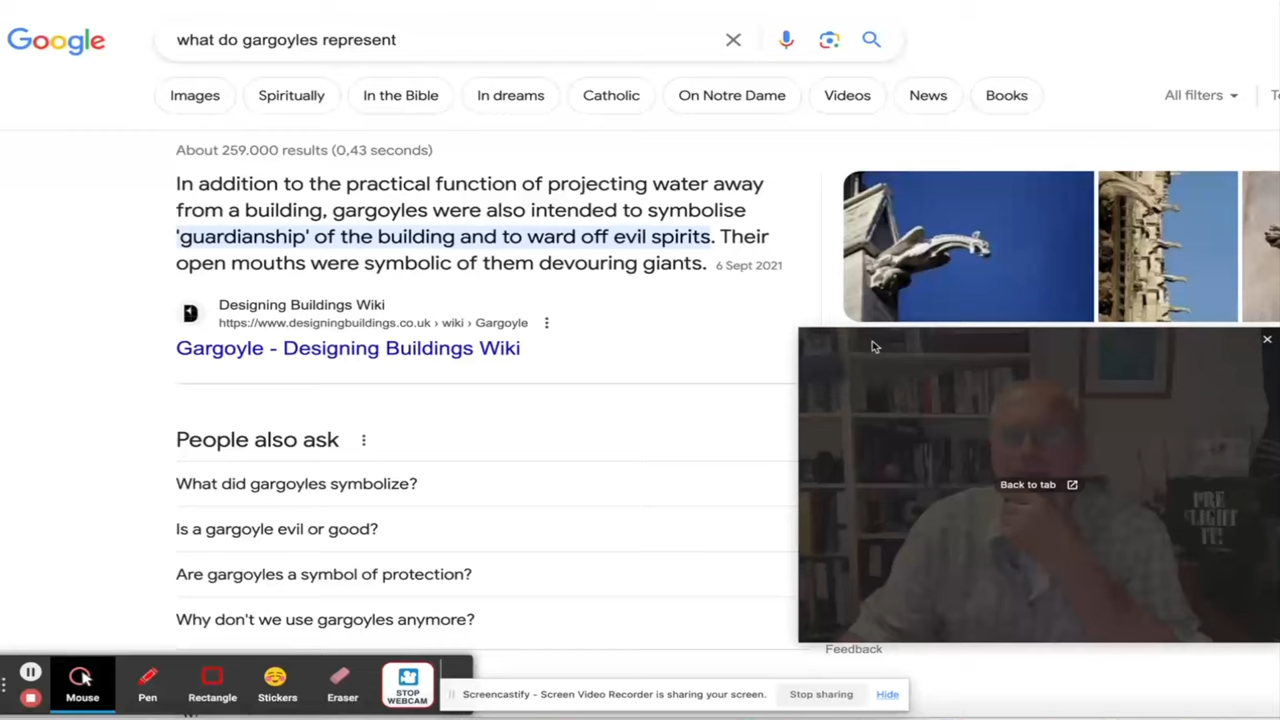 Google
what do gargoyles represent
Images
Spiritually
In the Bible
In dreams
Catholic
On Notre Dame
Videos
News
Books
All filters
About 259.000 results (0,43 seconds)
In addition to the practical function of projecting water away
from a building, gargoyles were also intended to symbolise
'guardianship' of the building and to ward off evil spirits. Their
open mouths were symbolic of them devouring giants. 6 Sept 2021
Designing Buildings Wiki
https://www.designingbuildings.co.uk › wiki › Gargoyle
Gargoyle - Designing Buildings Wiki
People also ask
What did gargoyles symbolize?
Is a gargoyle evil or good?
Are gargoyles a symbol of protection?
Why don't we use gargoyles anymore?
Back to tab
PRE
LIGHT
IT!
Feedback
Mouse
Pen
Rectangle
Stickers
Eraser
STOP
WEBCAM
Screencastify - Screen Video Recorder is sharing your screen.
Stop sharing
Hide